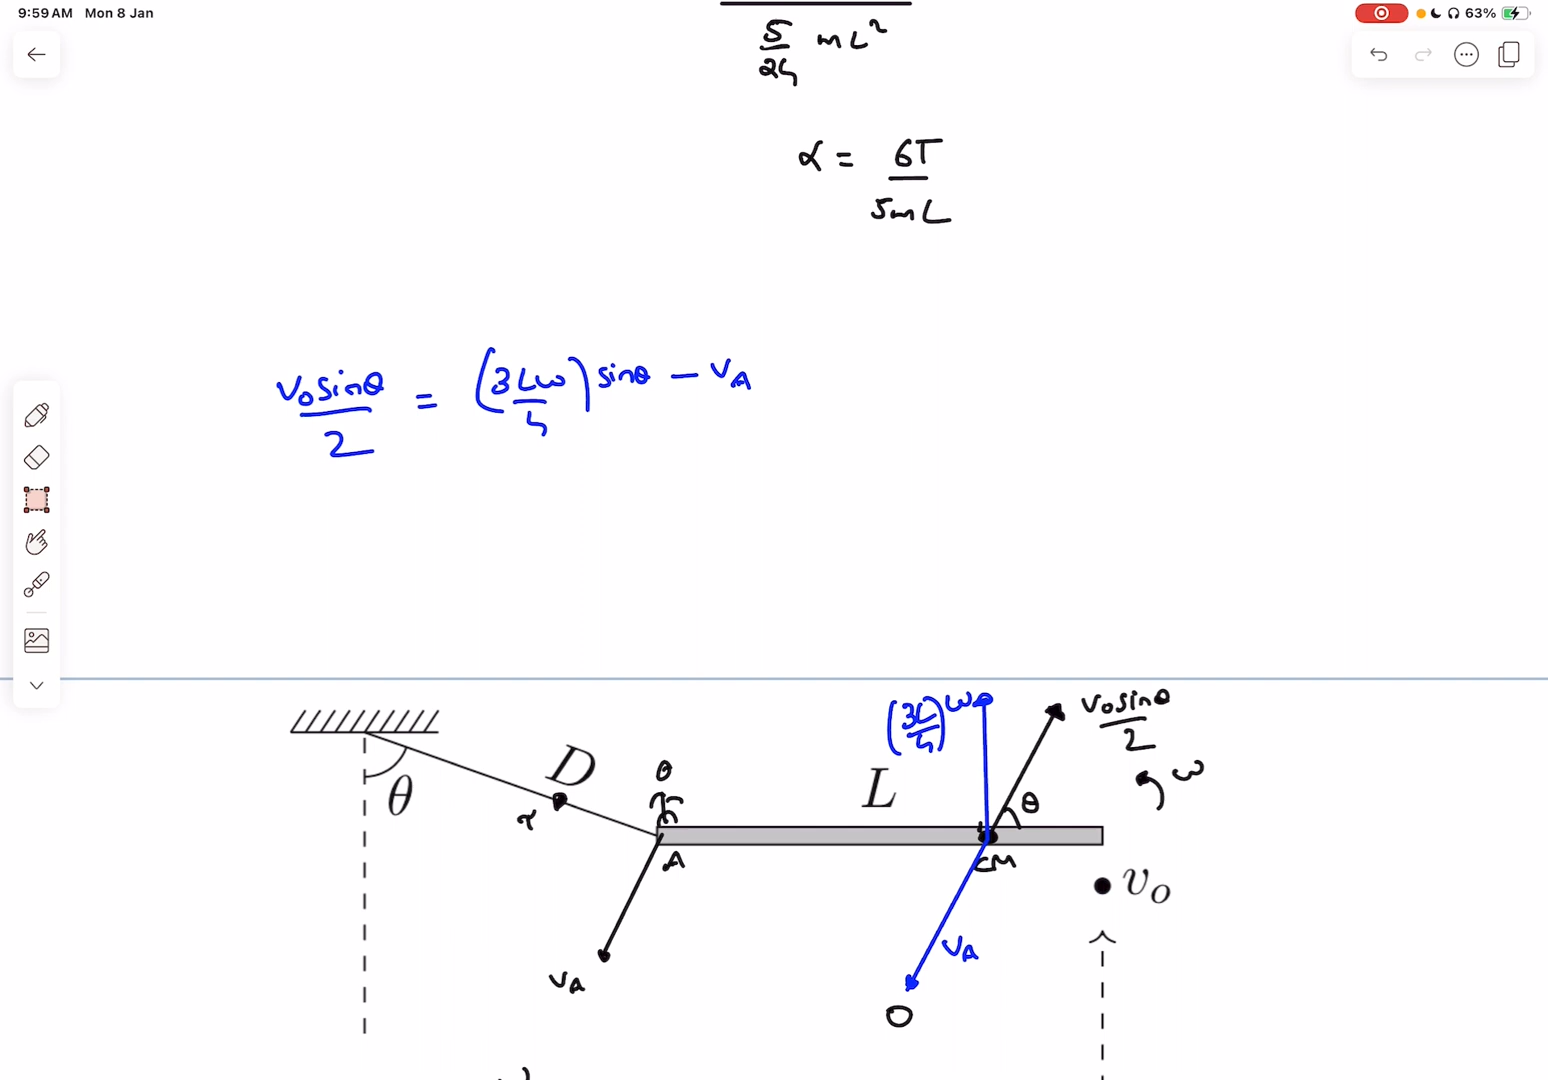 9:59 AM Mon 8 Jan
63%
5/24 mL²
α = 6T/5mL
v₀sinθ/2 = (3Lω/4) sinθ − v_A
(3L/4)ω
v₀sinθ/2
ω
D
θ
L
θ
θ
τ
A
CM
v_O
v_A
v_A
O